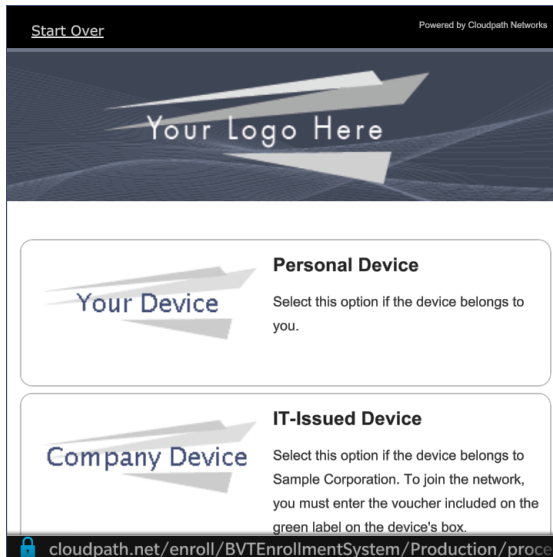 Start Over
Powered by Cloudpath Networks
Your Logo Here
Your Device
Personal Device
Select this option if the device belongs to
you.
Company Device
IT-Issued Device
Select this option if the device belongs to
Sample Corporation. To join the network,
you must enter the voucher included on the
green label on the device's box.
cloudpath.net/enroll/BVTEnrollmentSystem/Production/proce